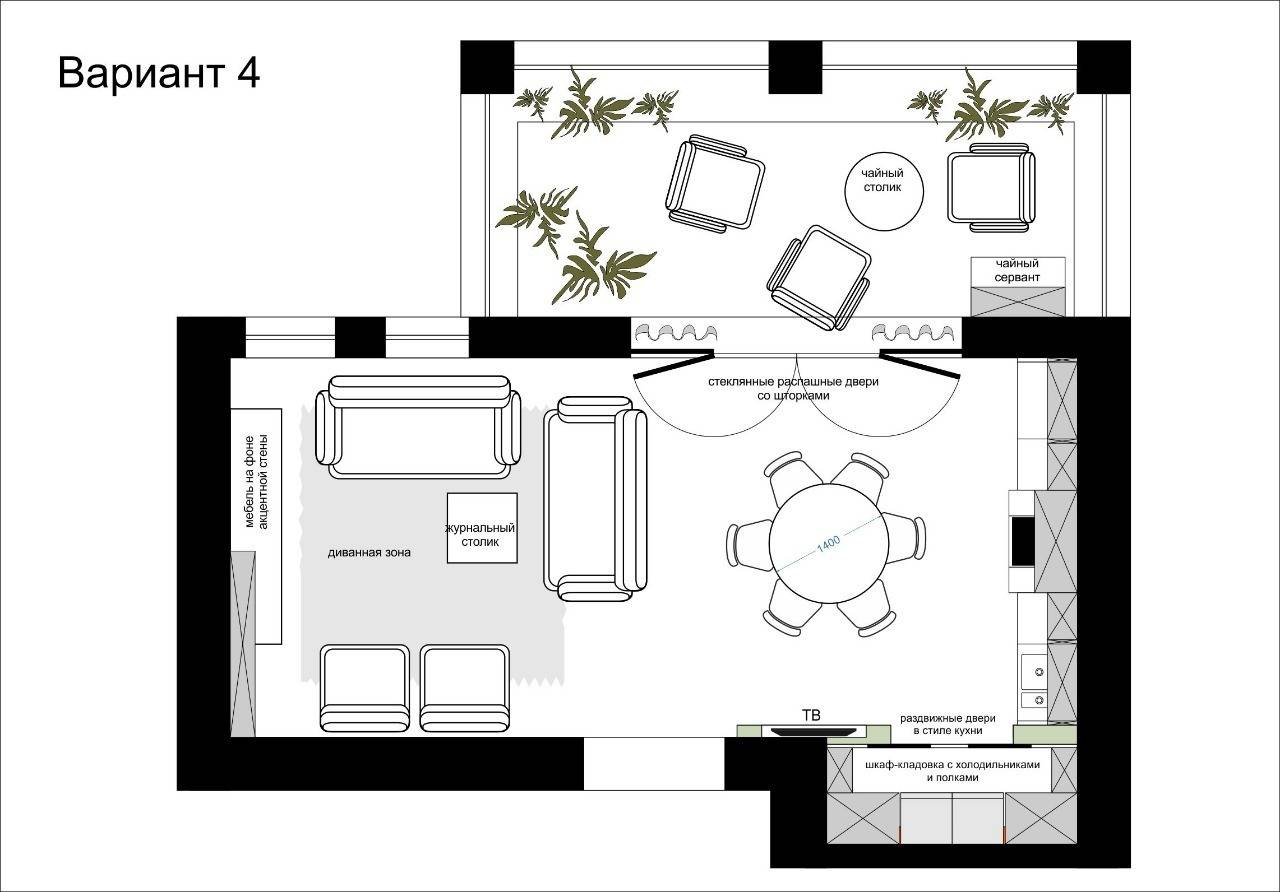 Вариант 4
чайный
столик
чайный
сервант
стеклянные распашные двери
со шторками
мебель на фоне
акцентной стены
журнальный
столик
диванная зона
1400
ТВ
раздвижные двери
в стиле кухни
шкаф-кладовка с холодильниками
и полками